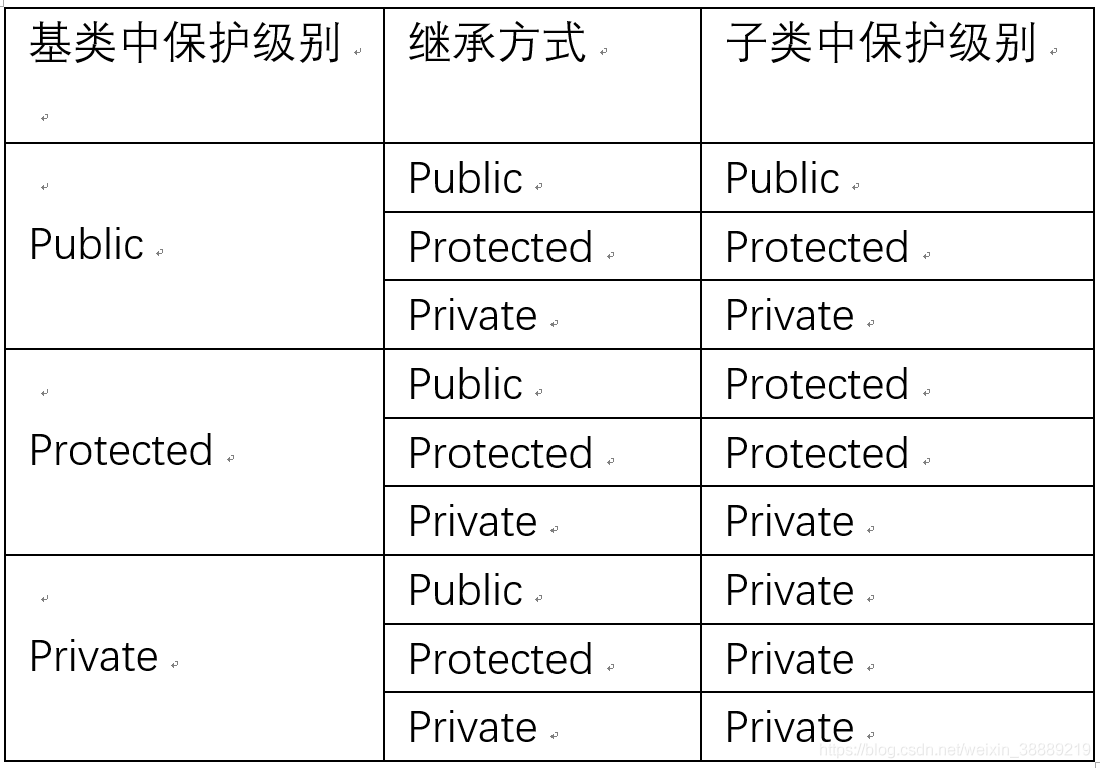 基类中保护级别 继承方式 子类中保护级别
Public Public Public
Protected Protected
Private Private
Protected Public Protected
Protected Protected
Private Private
Private Public Private
Protected Private
Private Private
https://blog.csdn.net/weixin_38889219